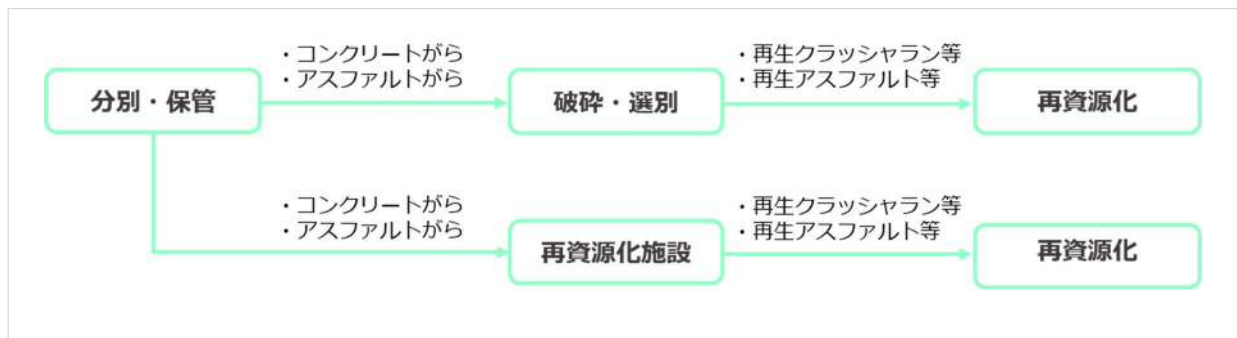 ・コンクリートがら
・アスファルトがら
・再生クラッシャラン等
・再生アスファルト等
分別・保管
破砕・選別
再資源化
・コンクリートがら
・アスファルトがら
・再生クラッシャラン等
・再生アスファルト等
再資源化施設
再資源化